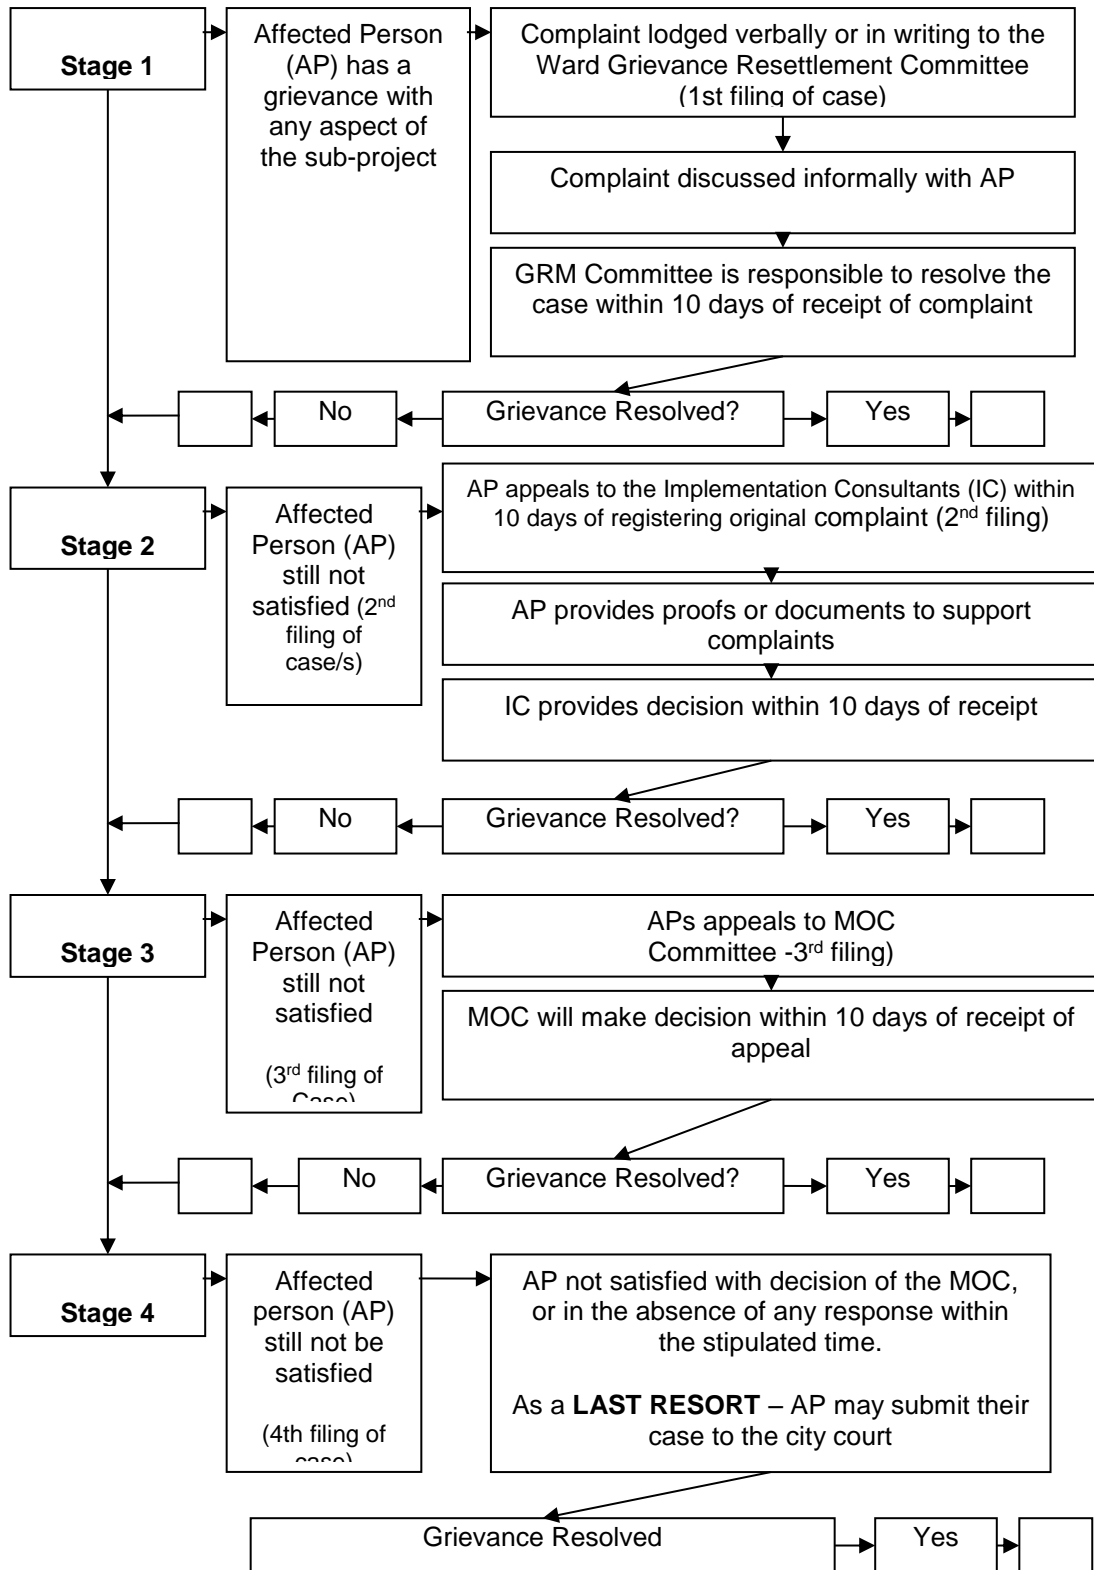 Stage 1
Affected Person
(AP) has a
grievance with
any aspect of
the sub-project
Complaint lodged verbally or in writing to the
Ward Grievance Resettlement Committee
(1st filing of case)
Complaint discussed informally with AP
GRM Committee is responsible to resolve the
case within 10 days of receipt of complaint
No
Grievance Resolved?
Yes
Stage 2
Affected
Person (AP)
still not
satisfied (2nd
filing of
case/s)
AP appeals to the Implementation Consultants (IC) within
10 days of registering original complaint (2nd filing)
AP provides proofs or documents to support
complaints
IC provides decision within 10 days of receipt
No
Grievance Resolved?
Yes
Stage 3
Affected
Person (AP)
still not
satisfied
(3rd filing of
Case)
APs appeals to MOC
Committee -3rd filing)
MOC will make decision within 10 days of receipt of
appeal
No
Grievance Resolved?
Yes
Stage 4
Affected
person (AP)
still not be
satisfied
(4th filing of
case)
AP not satisfied with decision of the MOC,
or in the absence of any response within
the stipulated time.
As a LAST RESORT – AP may submit their
case to the city court
Grievance Resolved
Yes